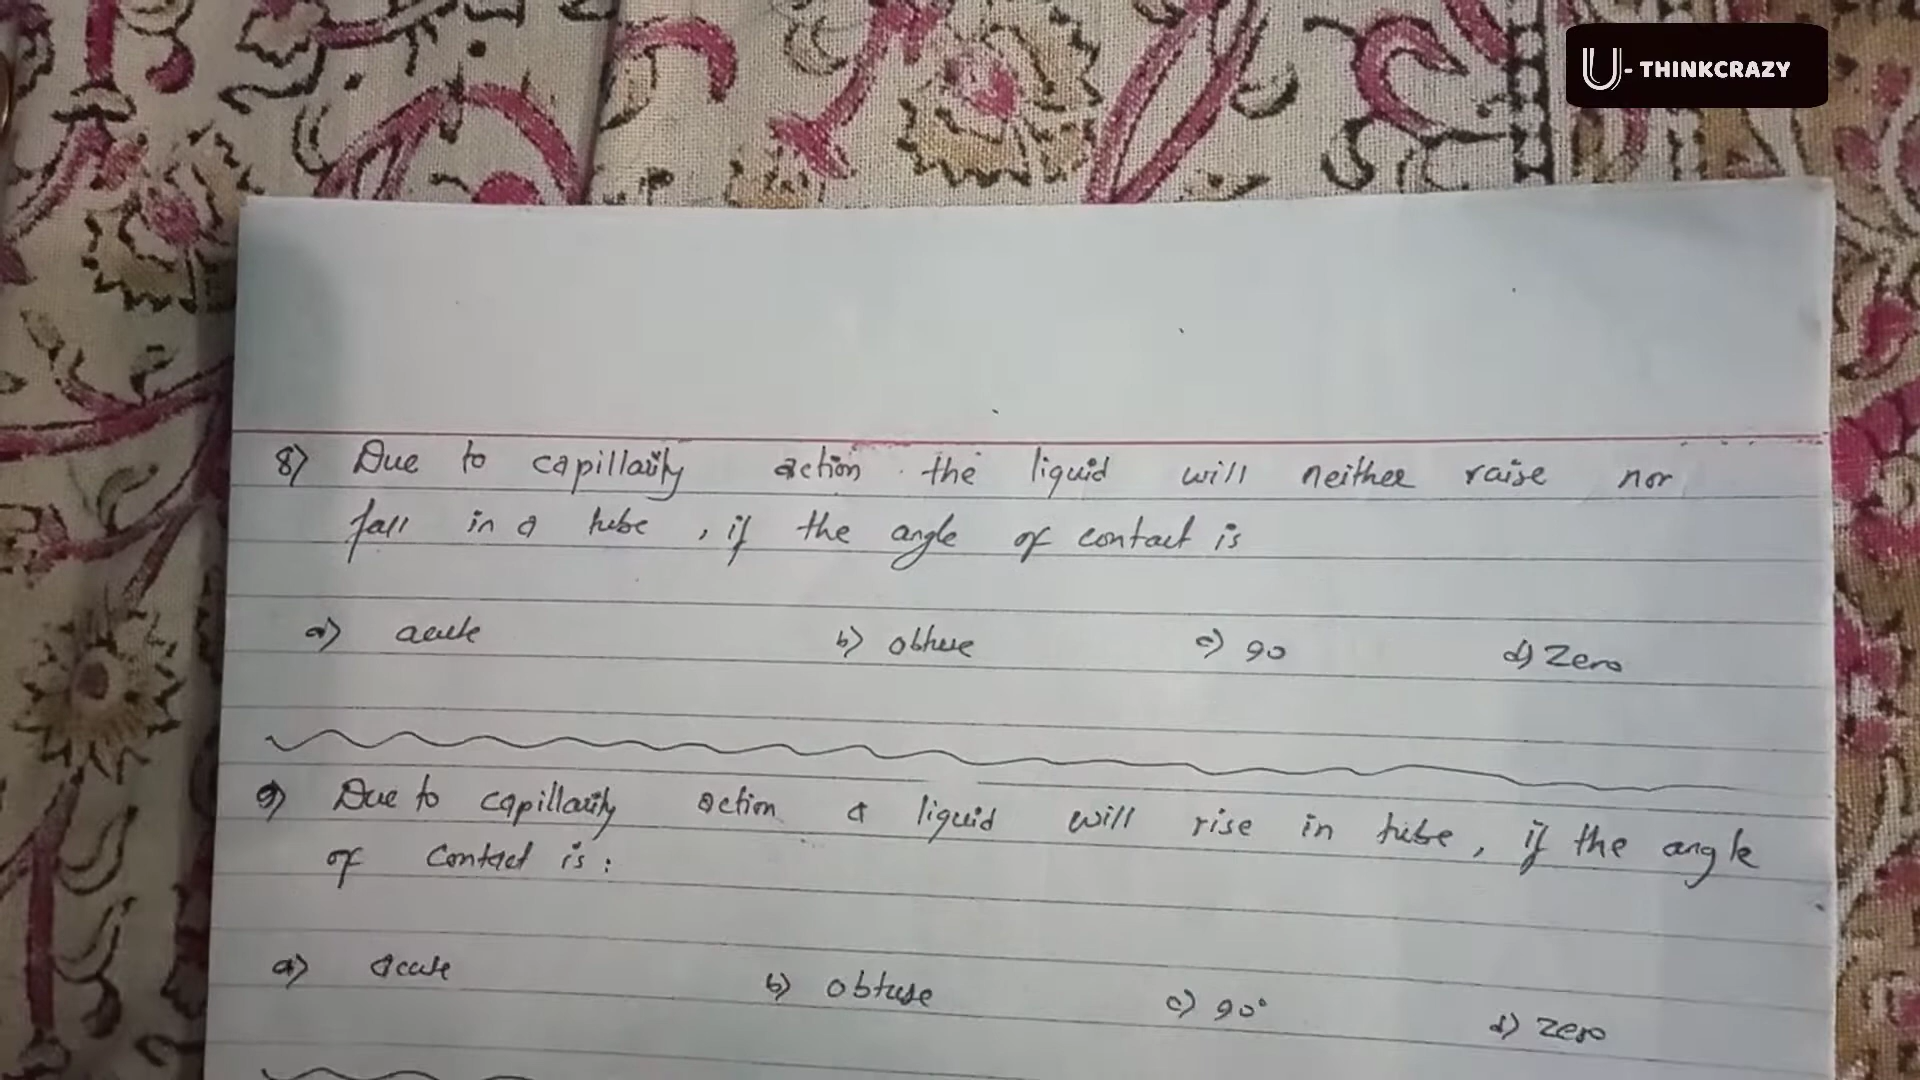 U- THINKCRAZY
8) Due to capillarity action the liquid will neither raise nor
fall in a tube, if the angle of contact is
a) acute b) obtuse c) 90 d) Zero
9) Due to capillarity action a liquid will rise in tube, if the angle
of contact is:
a) acute b) obtuse c) 90° d) Zero